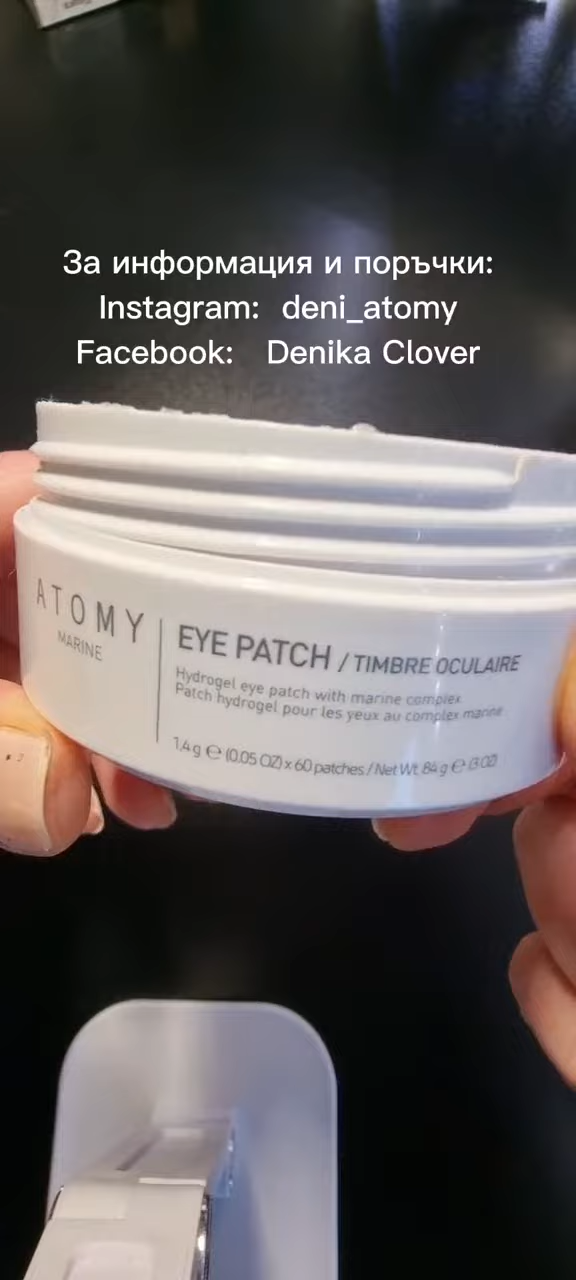 За информация и поръчки:
Instagram: deni_atomy
Facebook: Denika Clover
ATOMY
MARINE
EYE PATCH / TIMBRE OCULAIRE
Hydrogel eye patch with marine complex
Patch hydrogel pour les yeux au complex marine
1.4 g ℮ (0.05 OZ) x 60 patches / Net Wt. 84 g ℮ (3 OZ)